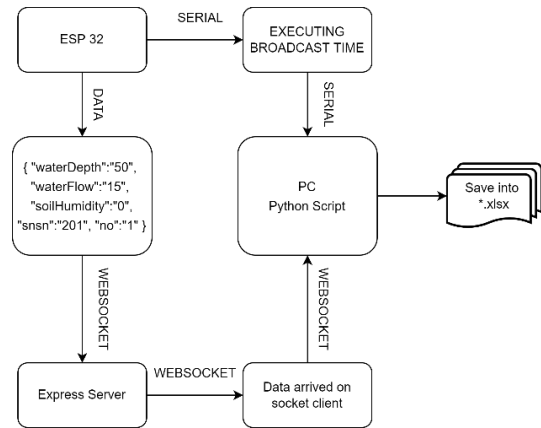 SERIAL
ESP 32
EXECUTING
BROADCAST TIME
DATA
SERIAL
{ "waterDepth":"50",
"waterFlow":"15",
"soilHumidity":"0",
"snsn":"201", "no":"1" }
PC
Python Script
Save into
*.xlsx
WEBSOCKET
WEBSOCKET
WEBSOCKET
Express Server
Data arrived on
socket client